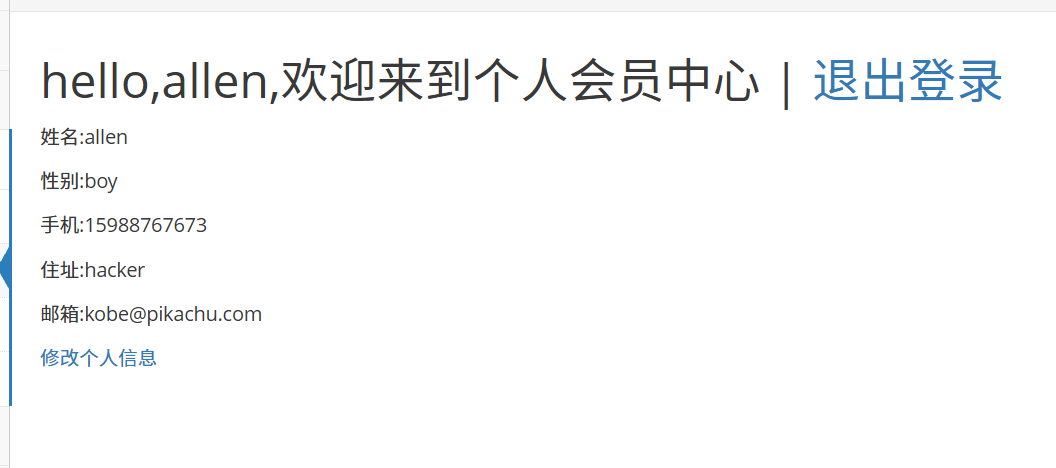 hello,allen,欢迎来到个人会员中心 | 退出登录
姓名:allen
性别:boy
手机:15988767673
住址:hacker
邮箱:kobe@pikachu.com
修改个人信息